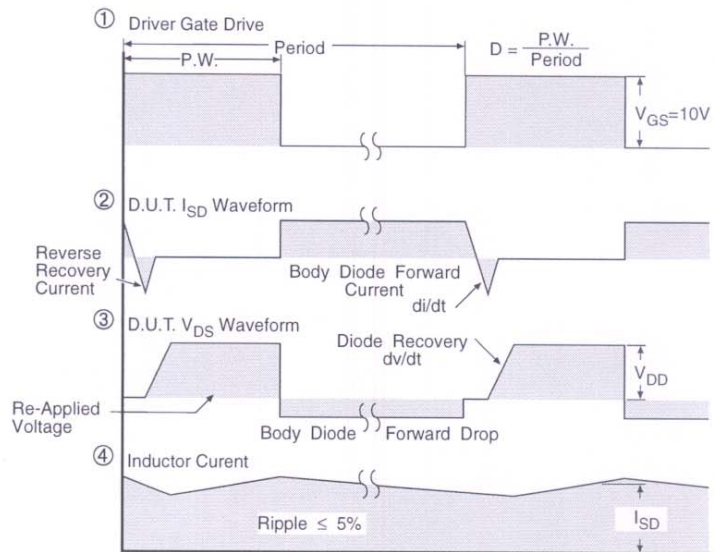 ① Driver Gate Drive
Period
P.W.
D = P.W. / Period
V_GS=10V
② D.U.T. I_SD Waveform
Reverse
Recovery
Current
Body Diode Forward
Current
di/dt
③ D.U.T. V_DS Waveform
Diode Recovery
dv/dt
V_DD
Re-Applied
Voltage
Body Diode Forward Drop
④ Inductor Curent
Ripple ≤ 5%
I_SD